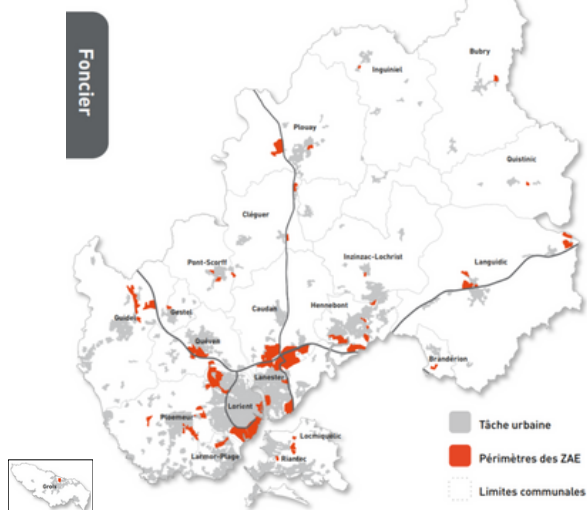 Foncier
Bubry
Inguiniel
Plouay
Quistinic
Cléguer
Pont-Scorff
Inzinzac-Lochrist
Languidic
Guidel
Gestel
Caudan
Hennebont
Quéven
Brandérion
Lanester
Lorient
Ploemeur
Locmiquélic
Larmor-Plage
Riantec
Groix
Tâche urbaine
Périmètres des ZAE
Limites communales